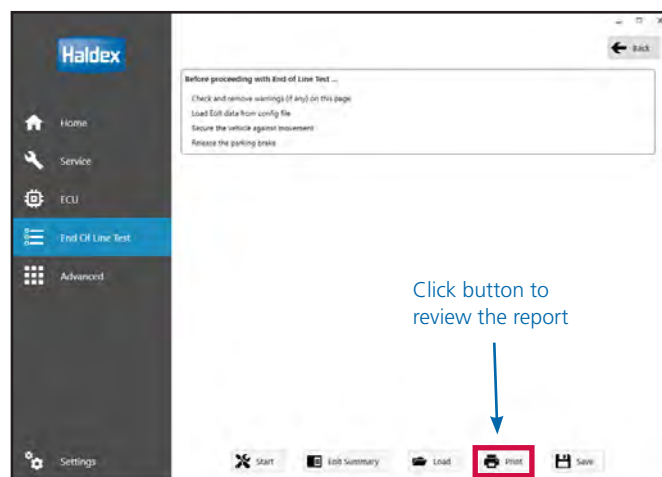 Haldex
Back
Before proceeding with End of Line Test ...
Check and remove warnings (if any) on this page
Load Eolt data from config file
Secure the vehicle against movement
Release the parking brake
Home
Service
ECU
End Of Line Test
Advanced
Click button to
review the report
Settings
Start
Eolt Summary
Load
Print
Save